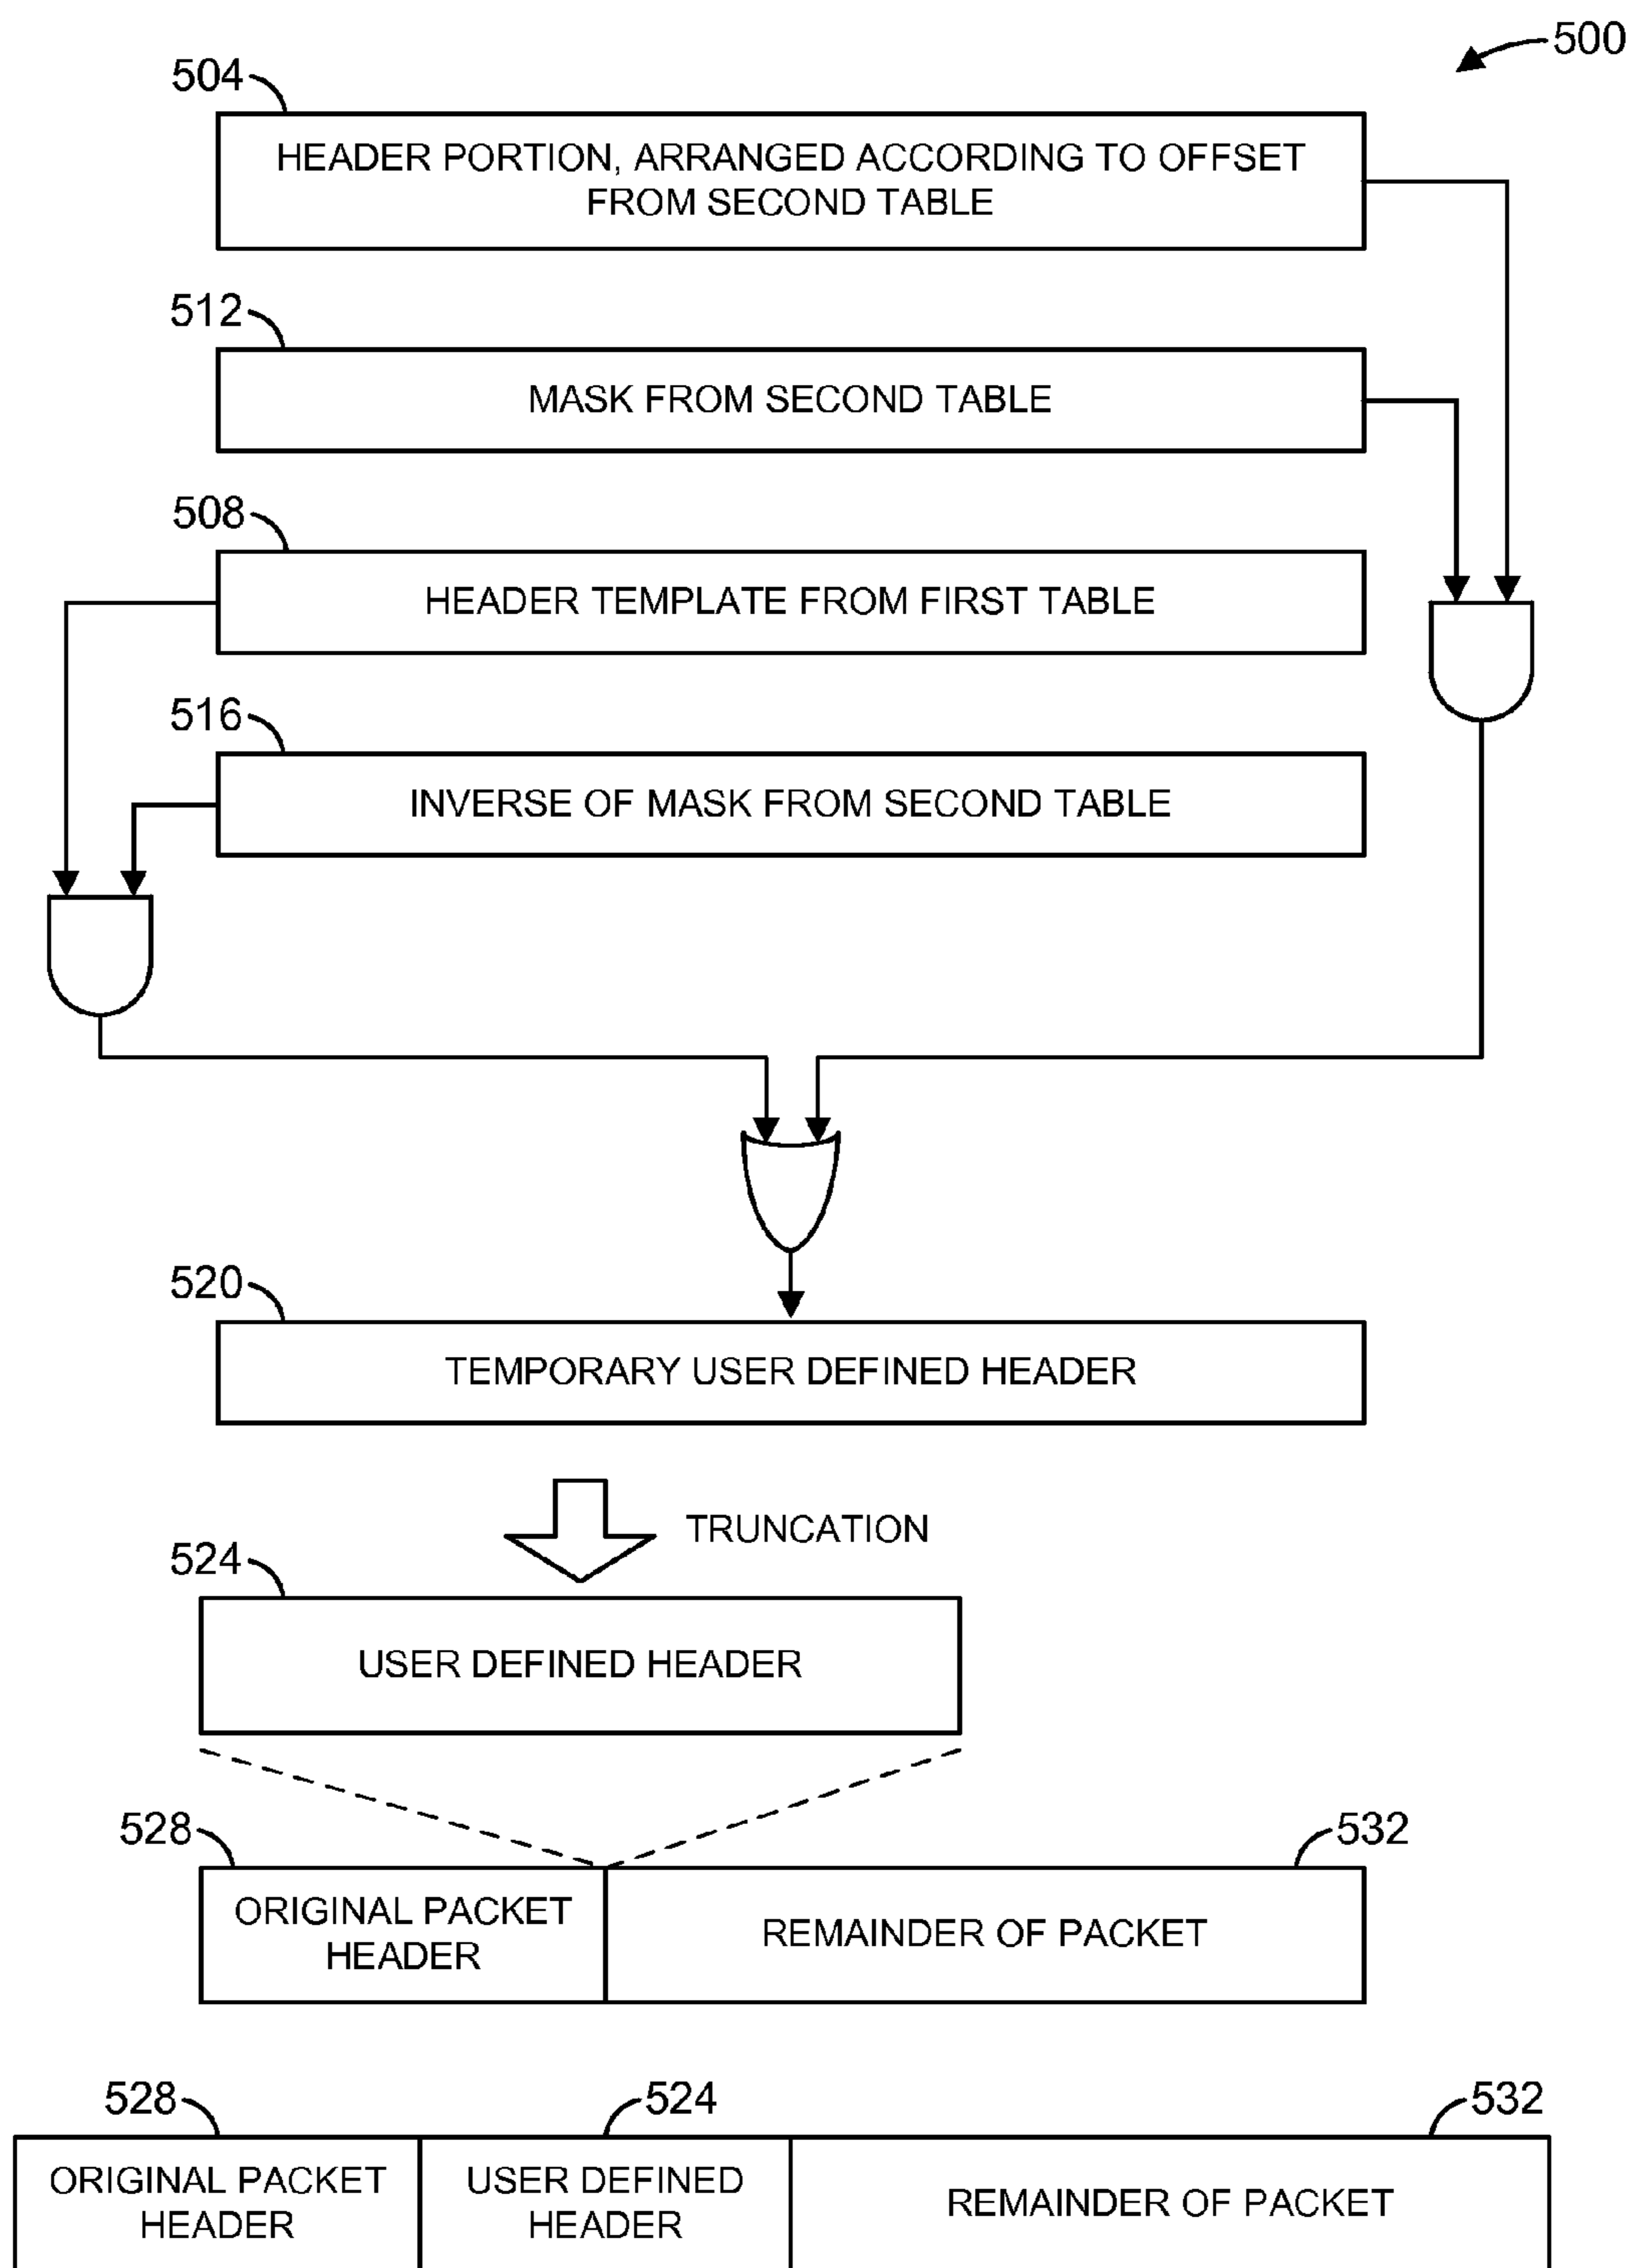 500
504
HEADER PORTION, ARRANGED ACCORDING TO OFFSET
FROM SECOND TABLE
512
MASK FROM SECOND TABLE
508
HEADER TEMPLATE FROM FIRST TABLE
516
INVERSE OF MASK FROM SECOND TABLE
520
TEMPORARY USER DEFINED HEADER
TRUNCATION
524
USER DEFINED HEADER
528
532
ORIGINAL PACKET
HEADER
REMAINDER OF PACKET
528
524
532
ORIGINAL PACKET
HEADER
USER DEFINED
HEADER
REMAINDER OF PACKET